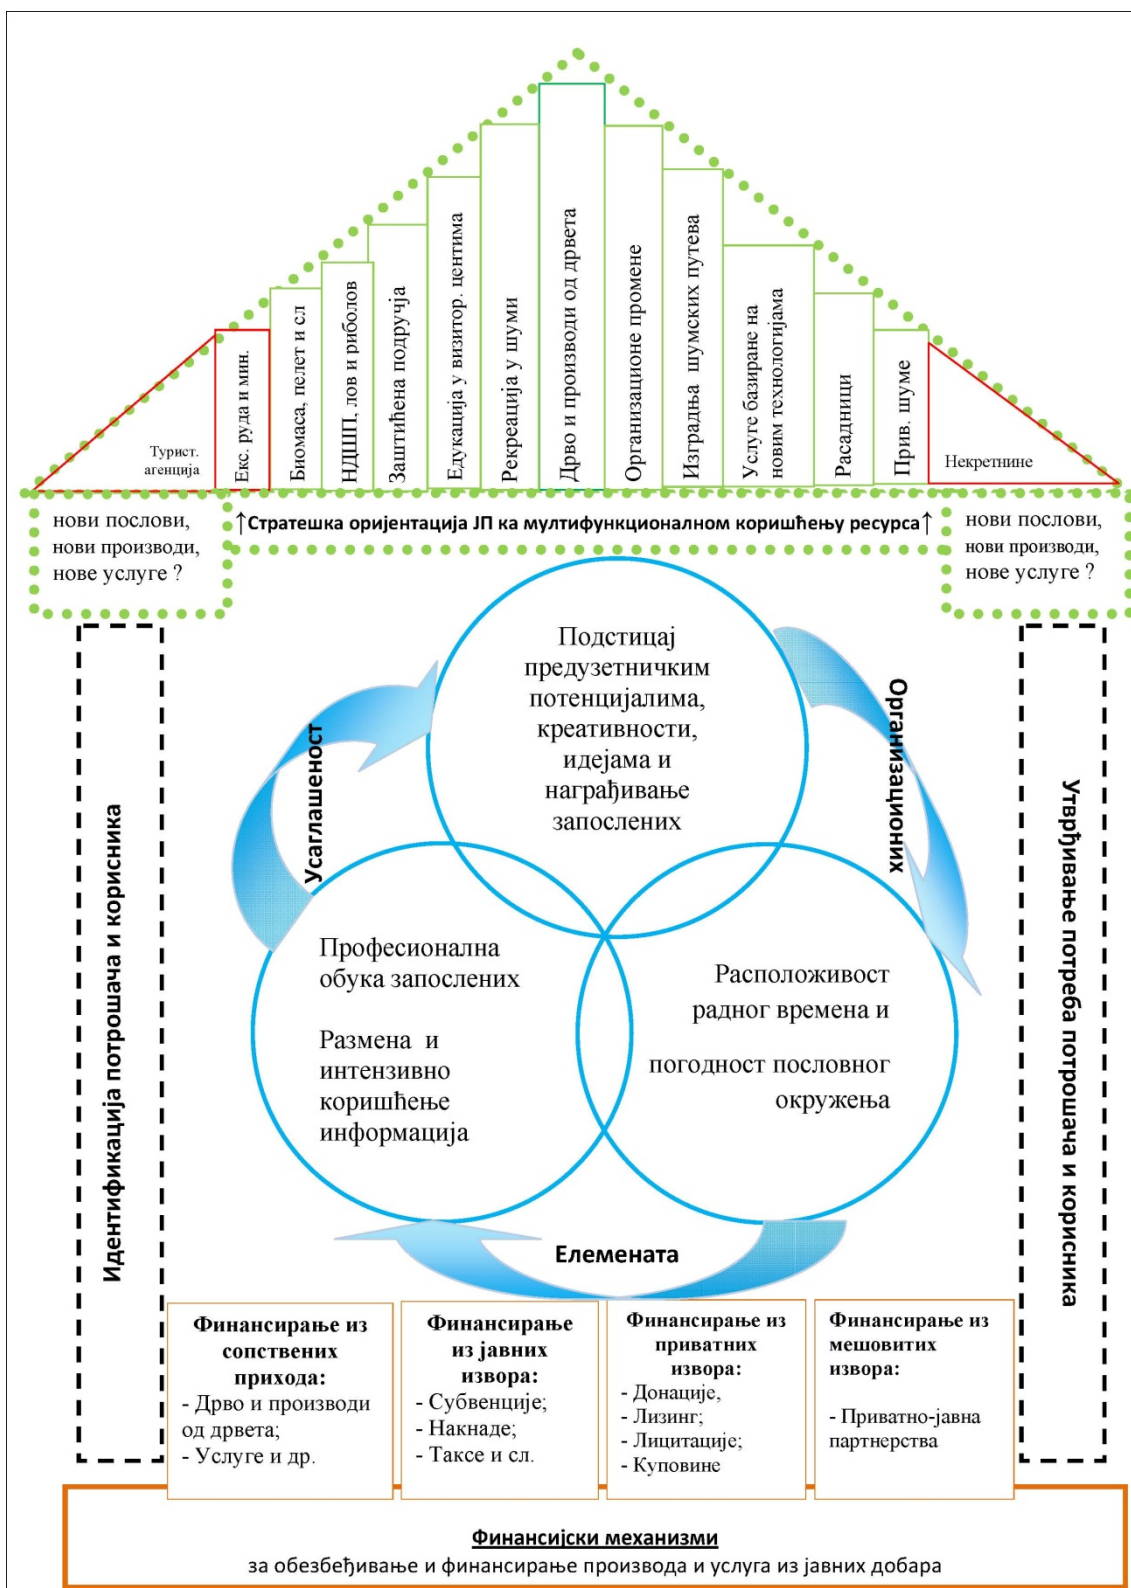 Турист.
агенција
Екс. руда и мин.
Биомаса, пелет и сл
НДШП, лов и риболов
Заштићена подручја
Едукација у визитор. центима
Рекреација у шуми
Дрво и производи од дрвета
Организационе промене
Изградња шумских путева
Услуге базиране на
новим технологијама
Расадници
Прив. шуме
Некретнине
нови послови,
нови производи,
нове услуге ?
↑Стратешка оријентација ЈП ка мултифункционалном коришћењу ресурса↑
нови послови,
нови производи,
нове услуге ?
Идентификација потрошача и корисника
Усаглашеност
Подстицај
предузетничким
потенцијалима,
креативности,
идејама и
награђивање
запослених
Организационих
Утврђивање потреба потрошача и корисника
Професионална
обука запослених
Размена и
интензивно
коришћење
информација
Расположивост
радног времена и
погодност пословног
окружења
Елемената
Финансирање из
сопствених
прихода:
- Дрво и производи
од дрвета;
- Услуге и др.
Финансирање
из јавних
извора:
- Субвенције;
- Накнаде;
- Таксе и сл.
Финансирање из
приватних
извора:
- Донације,
- Лизинг;
- Лицитације;
- Куповине
Финансирање из
мешовитих
извора:
- Приватно-јавна
партнерства
Финансијски механизми
за обезбеђивање и финансирање производа и услуга из јавних добара